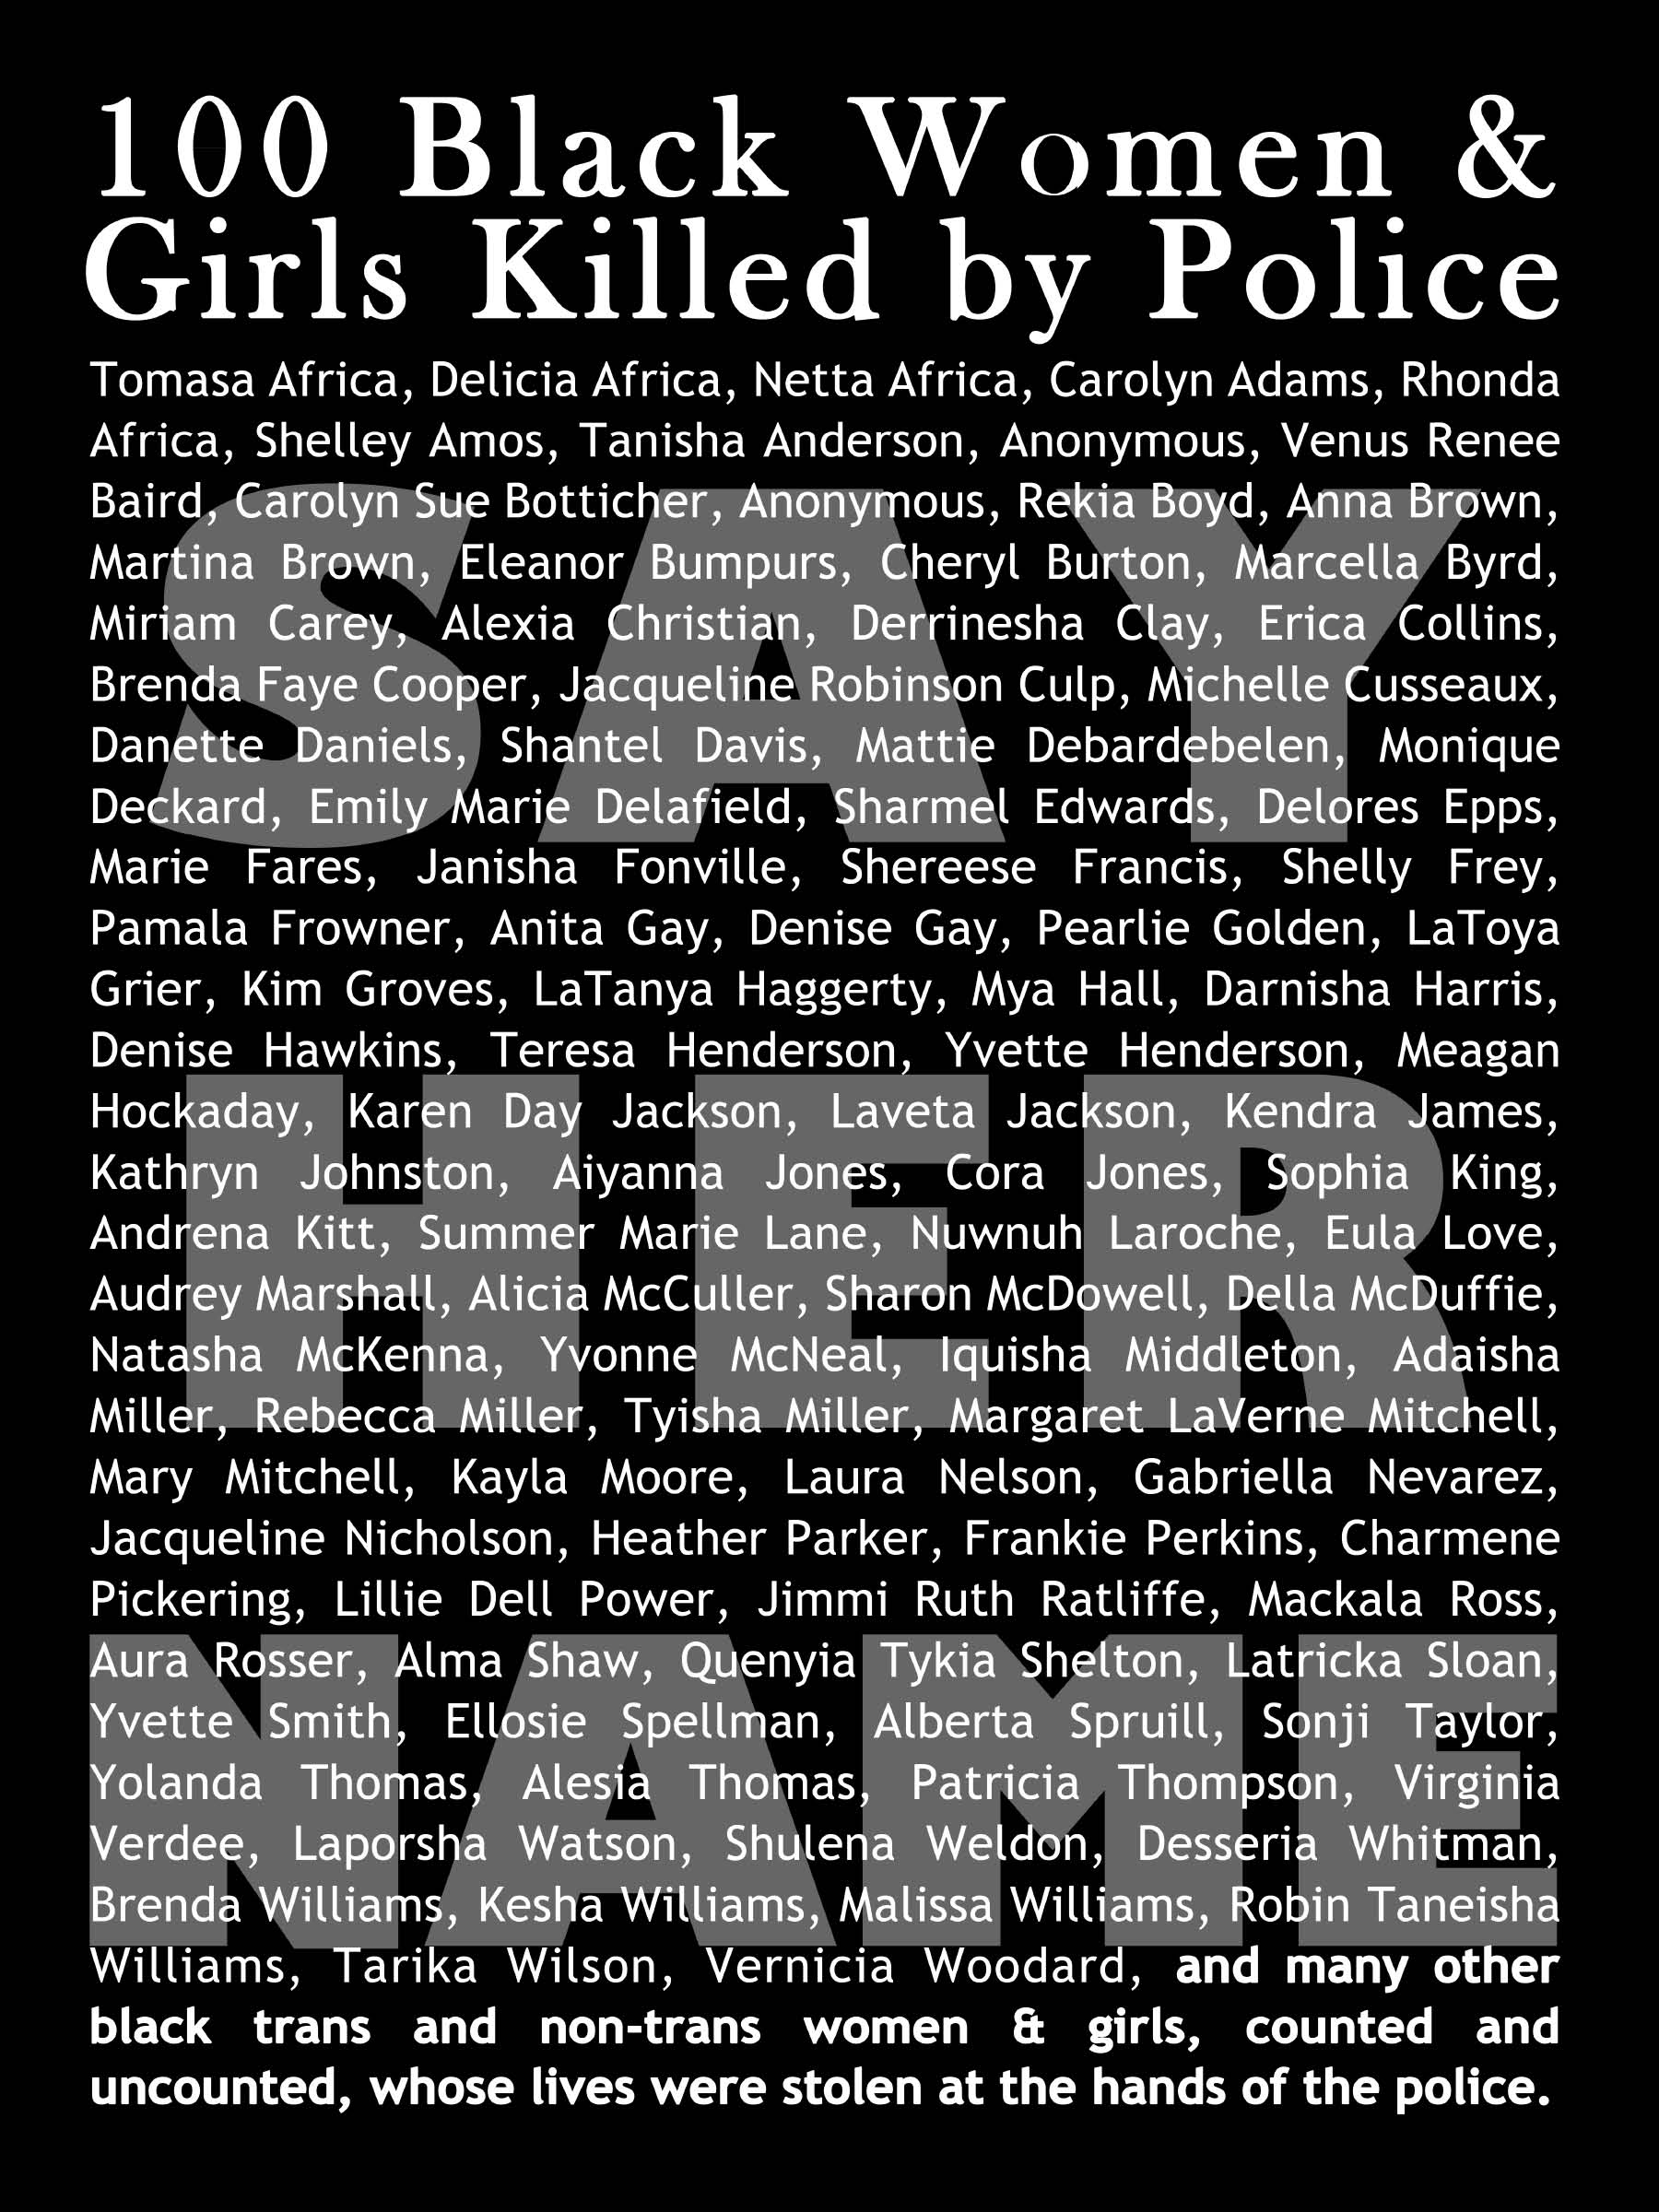 100 Black Women &
Girls Killed by Police
Tomasa Africa, Delicia Africa, Netta Africa, Carolyn Adams, Rhonda
Africa, Shelley Amos, Tanisha Anderson, Anonymous, Venus Renee
Baird, Carolyn Sue Botticher, Anonymous, Rekia Boyd, Anna Brown,
Martina Brown, Eleanor Bumpurs, Cheryl Burton, Marcella Byrd,
Miriam Carey, Alexia Christian, Derrinesha Clay, Erica Collins,
Brenda Faye Cooper, Jacqueline Robinson Culp, Michelle Cusseaux,
Danette Daniels, Shantel Davis, Mattie Debardebelen, Monique
Deckard, Emily Marie Delafield, Sharmel Edwards, Delores Epps,
Marie Fares, Janisha Fonville, Shereese Francis, Shelly Frey,
Pamala Frowner, Anita Gay, Denise Gay, Pearlie Golden, LaToya
Grier, Kim Groves, LaTanya Haggerty, Mya Hall, Darnisha Harris,
Denise Hawkins, Teresa Henderson, Yvette Henderson, Meagan
Hockaday, Karen Day Jackson, Laveta Jackson, Kendra James,
Kathryn Johnston, Aiyanna Jones, Cora Jones, Sophia King,
Andrena Kitt, Summer Marie Lane, Nuwnuh Laroche, Eula Love,
Audrey Marshall, Alicia McCuller, Sharon McDowell, Della McDuffie,
Natasha McKenna, Yvonne McNeal, Iquisha Middleton, Adaisha
Miller, Rebecca Miller, Tyisha Miller, Margaret LaVerne Mitchell,
Mary Mitchell, Kayla Moore, Laura Nelson, Gabriella Nevarez,
Jacqueline Nicholson, Heather Parker, Frankie Perkins, Charmene
Pickering, Lillie Dell Power, Jimmi Ruth Ratliffe, Mackala Ross,
Aura Rosser, Alma Shaw, Quenyia Tykia Shelton, Latricka Sloan,
Yvette Smith, Ellosie Spellman, Alberta Spruill, Sonji Taylor,
Yolanda Thomas, Alesia Thomas, Patricia Thompson, Virginia
Verdee, Laporsha Watson, Shulena Weldon, Desseria Whitman,
Brenda Williams, Kesha Williams, Malissa Williams, Robin Taneisha
Williams, Tarika Wilson, Vernicia Woodard, and many other
black trans and non-trans women & girls, counted and
uncounted, whose lives were stolen at the hands of the police.
SAY
HER
NAME